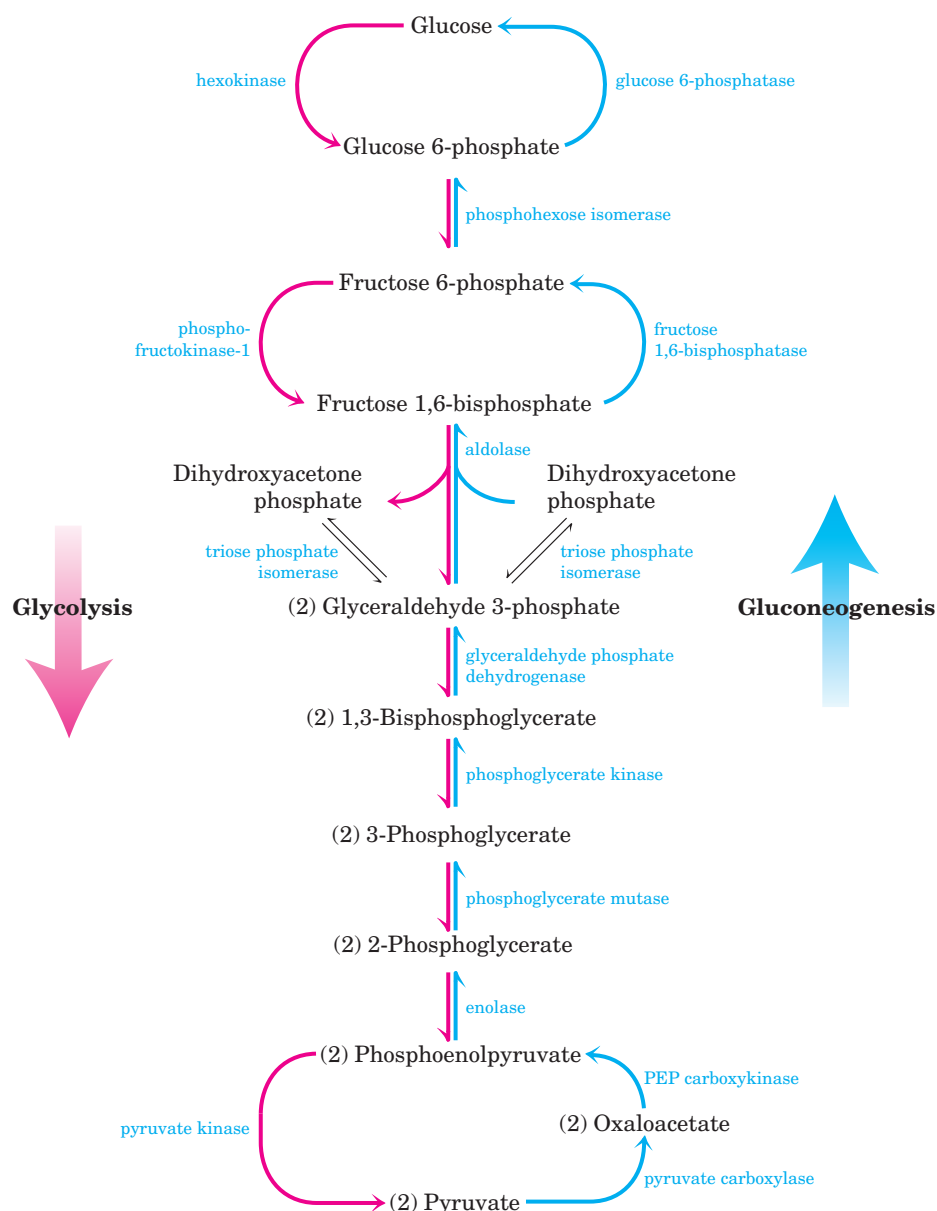 Glucose
hexokinase
glucose 6-phosphatase
Glucose 6-phosphate
phosphohexose isomerase
Fructose 6-phosphate
phospho-
fructokinase-1
fructose
1,6-bisphosphatase
Fructose 1,6-bisphosphate
aldolase
Dihydroxyacetone
phosphate
Dihydroxyacetone
phosphate
triose phosphate
isomerase
triose phosphate
isomerase
Glycolysis
(2) Glyceraldehyde 3-phosphate
Gluconeogenesis
glyceraldehyde phosphate
dehydrogenase
(2) 1,3-Bisphosphoglycerate
phosphoglycerate kinase
(2) 3-Phosphoglycerate
phosphoglycerate mutase
(2) 2-Phosphoglycerate
enolase
(2) Phosphoenolpyruvate
PEP carboxykinase
(2) Oxaloacetate
pyruvate kinase
pyruvate carboxylase
(2) Pyruvate